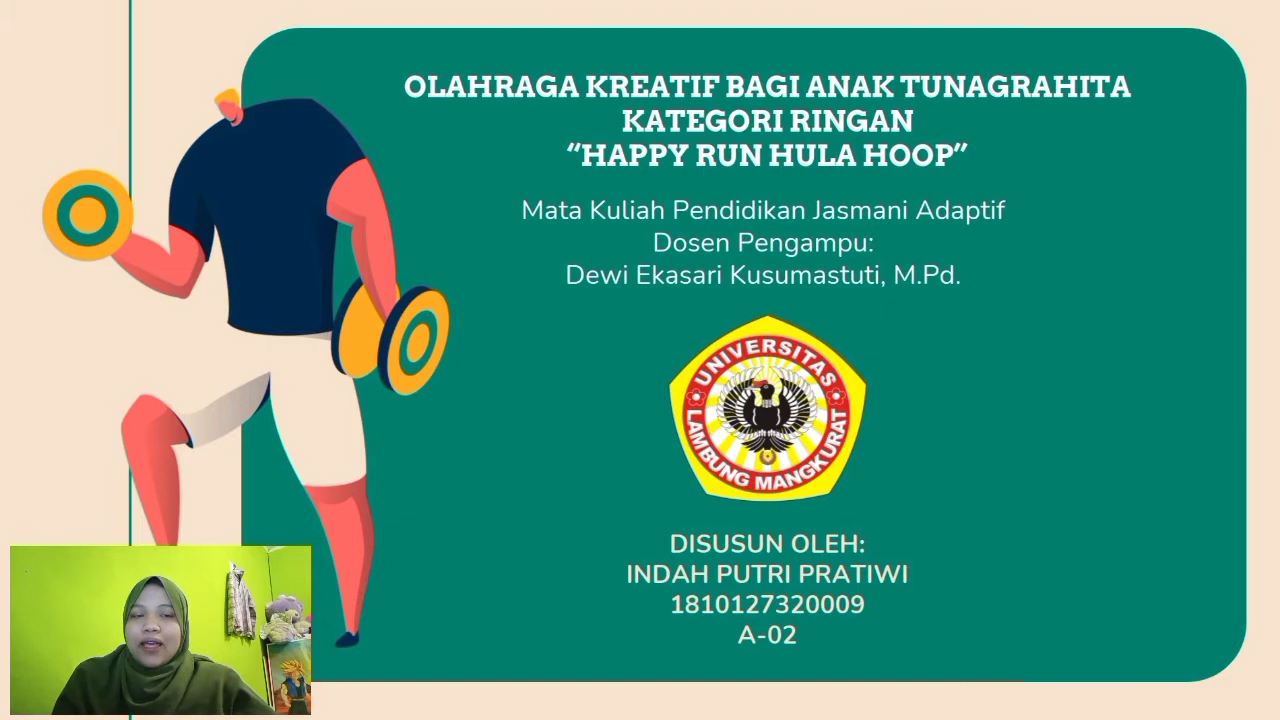 OLAHRAGA KREATIF BAGI ANAK TUNAGRAHITA
KATEGORI RINGAN
“HAPPY RUN HULA HOOP”
Mata Kuliah Pendidikan Jasmani Adaptif
Dosen Pengampu:
Dewi Ekasari Kusumastuti, M.Pd.
UNIVERSITAS
LAMBUNG MANGKURAT
DISUSUN OLEH:
INDAH PUTRI PRATIWI
1810127320009
A-02